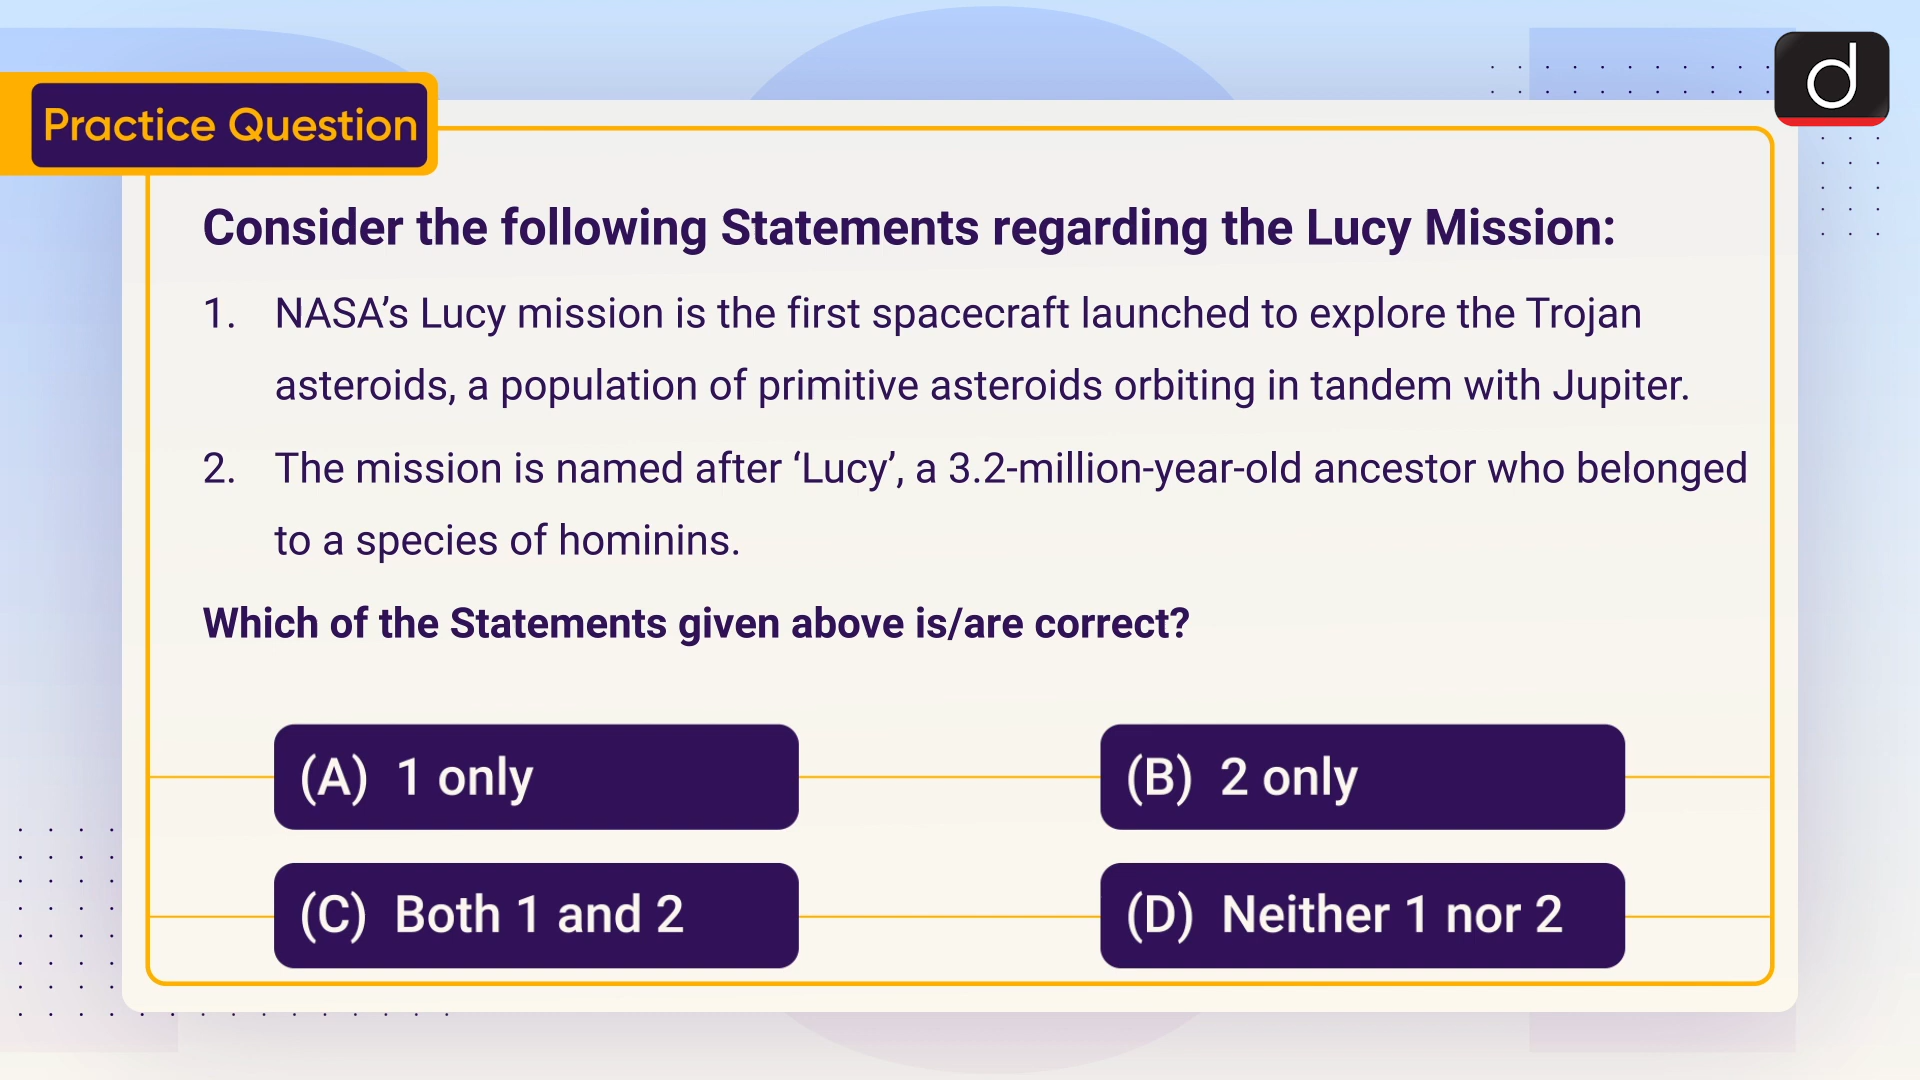 Practice Question
d
Consider the following Statements regarding the Lucy Mission:
1. NASA’s Lucy mission is the first spacecraft launched to explore the Trojan
asteroids, a population of primitive asteroids orbiting in tandem with Jupiter.
2. The mission is named after ‘Lucy’, a 3.2-million-year-old ancestor who belonged
to a species of hominins.
Which of the Statements given above is/are correct?
(A) 1 only
(B) 2 only
(C) Both 1 and 2
(D) Neither 1 nor 2